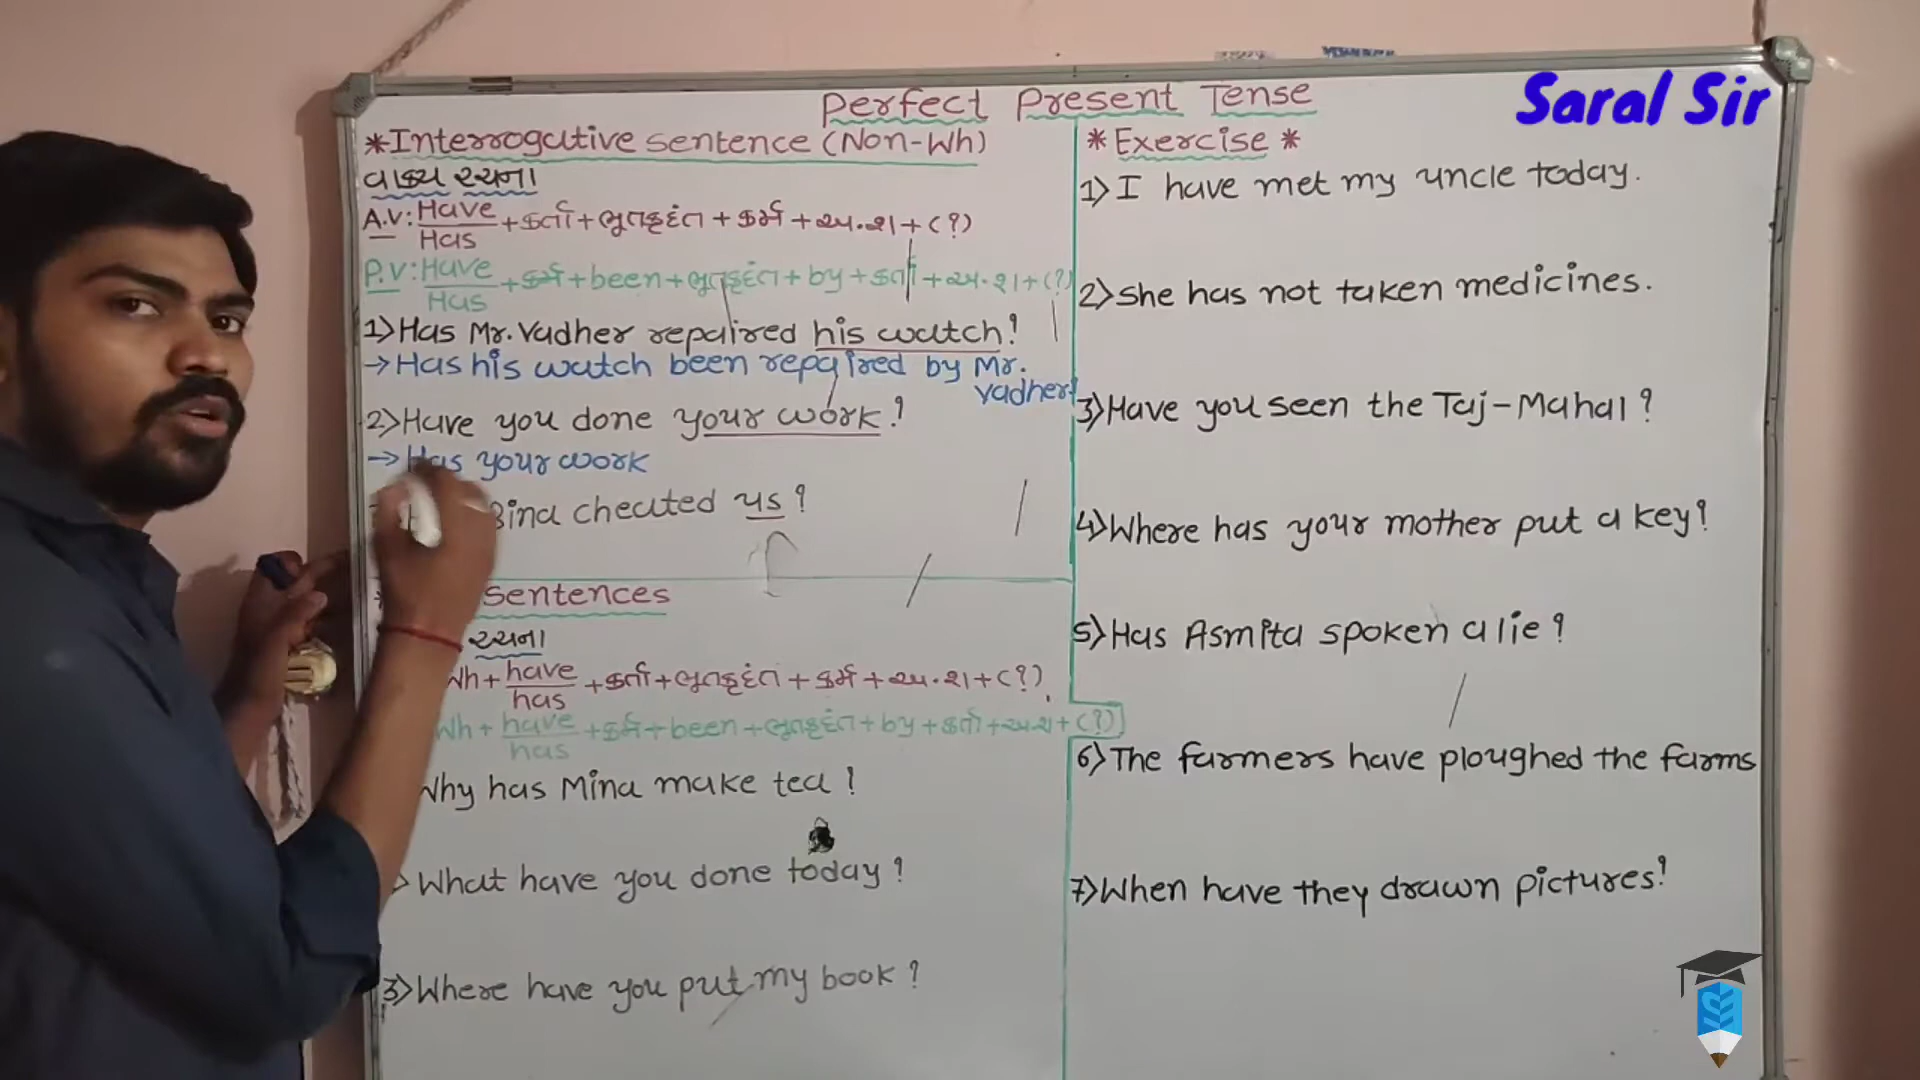 Perfect Present Tense
Saral Sir
*Interrogative sentence (Non-Wh)
વાક્ય રચના
A.V: Have/Has + કર્તા + ભૂતકૃદંત + કર્મ + અ.શ. + (?)
P.V: Have/Has + કર્મ + been + ભૂતકૃદંત + by + કર્તા + અ.શ + (?)
1) Has Mr. Vadher repaired his watch?
→ Has his watch been repaired by Mr.
Vadher?
2) Have you done your work?
→ Has your work
Bina cheated us?
sentences
રચના
Wh + have/has + કર્તા + ભૂતકૃદંત + કર્મ + અ.શ + (?)
Wh + have/has + કર્મ + been + ભૂતકૃદંત + by + કર્તા + અ.શ + (?)
Why has Mina make tea?
What have you done today?
3) Where have you put my book?
* Exercise *
1) I have met my uncle today.
2) She has not taken medicines.
3) Have you seen the Taj-Mahal?
4) Where has your mother put a key?
5) Has Asmita spoken a lie?
6) The farmers have ploughed the farms
7) When have they drawn pictures?